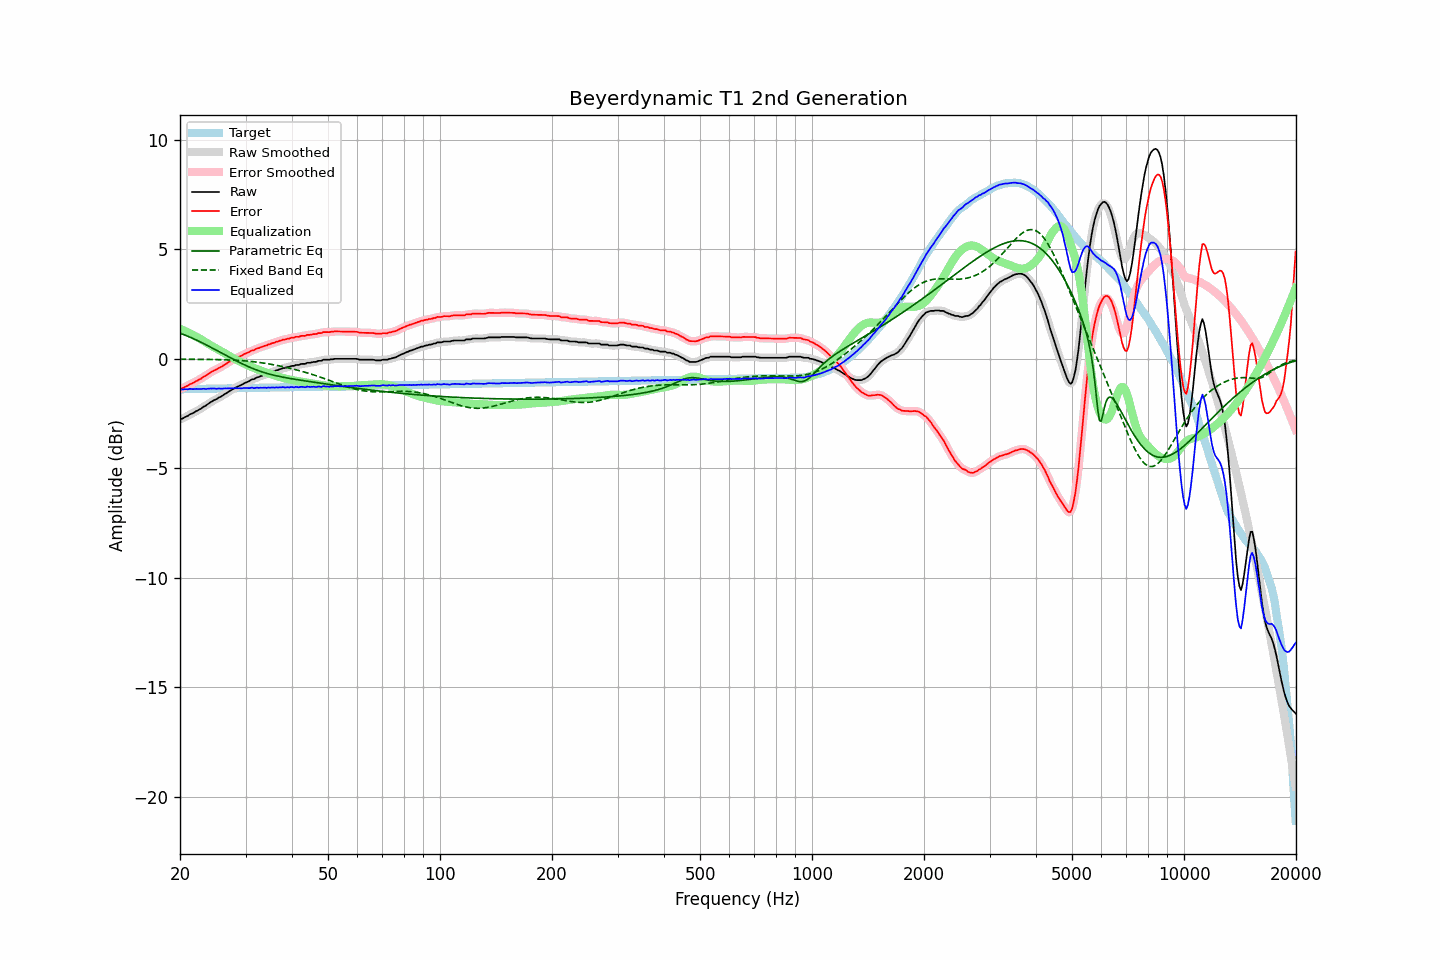 Beyerdynamic T1 2nd Generation
Target
Raw Smoothed
Error Smoothed
Raw
Error
Equalization
Parametric Eq
Fixed Band Eq
Equalized
10
5
0
−5
−10
−15
−20
Amplitude (dBr)
20
50
100
200
500
1000
2000
5000
10000
20000
Frequency (Hz)